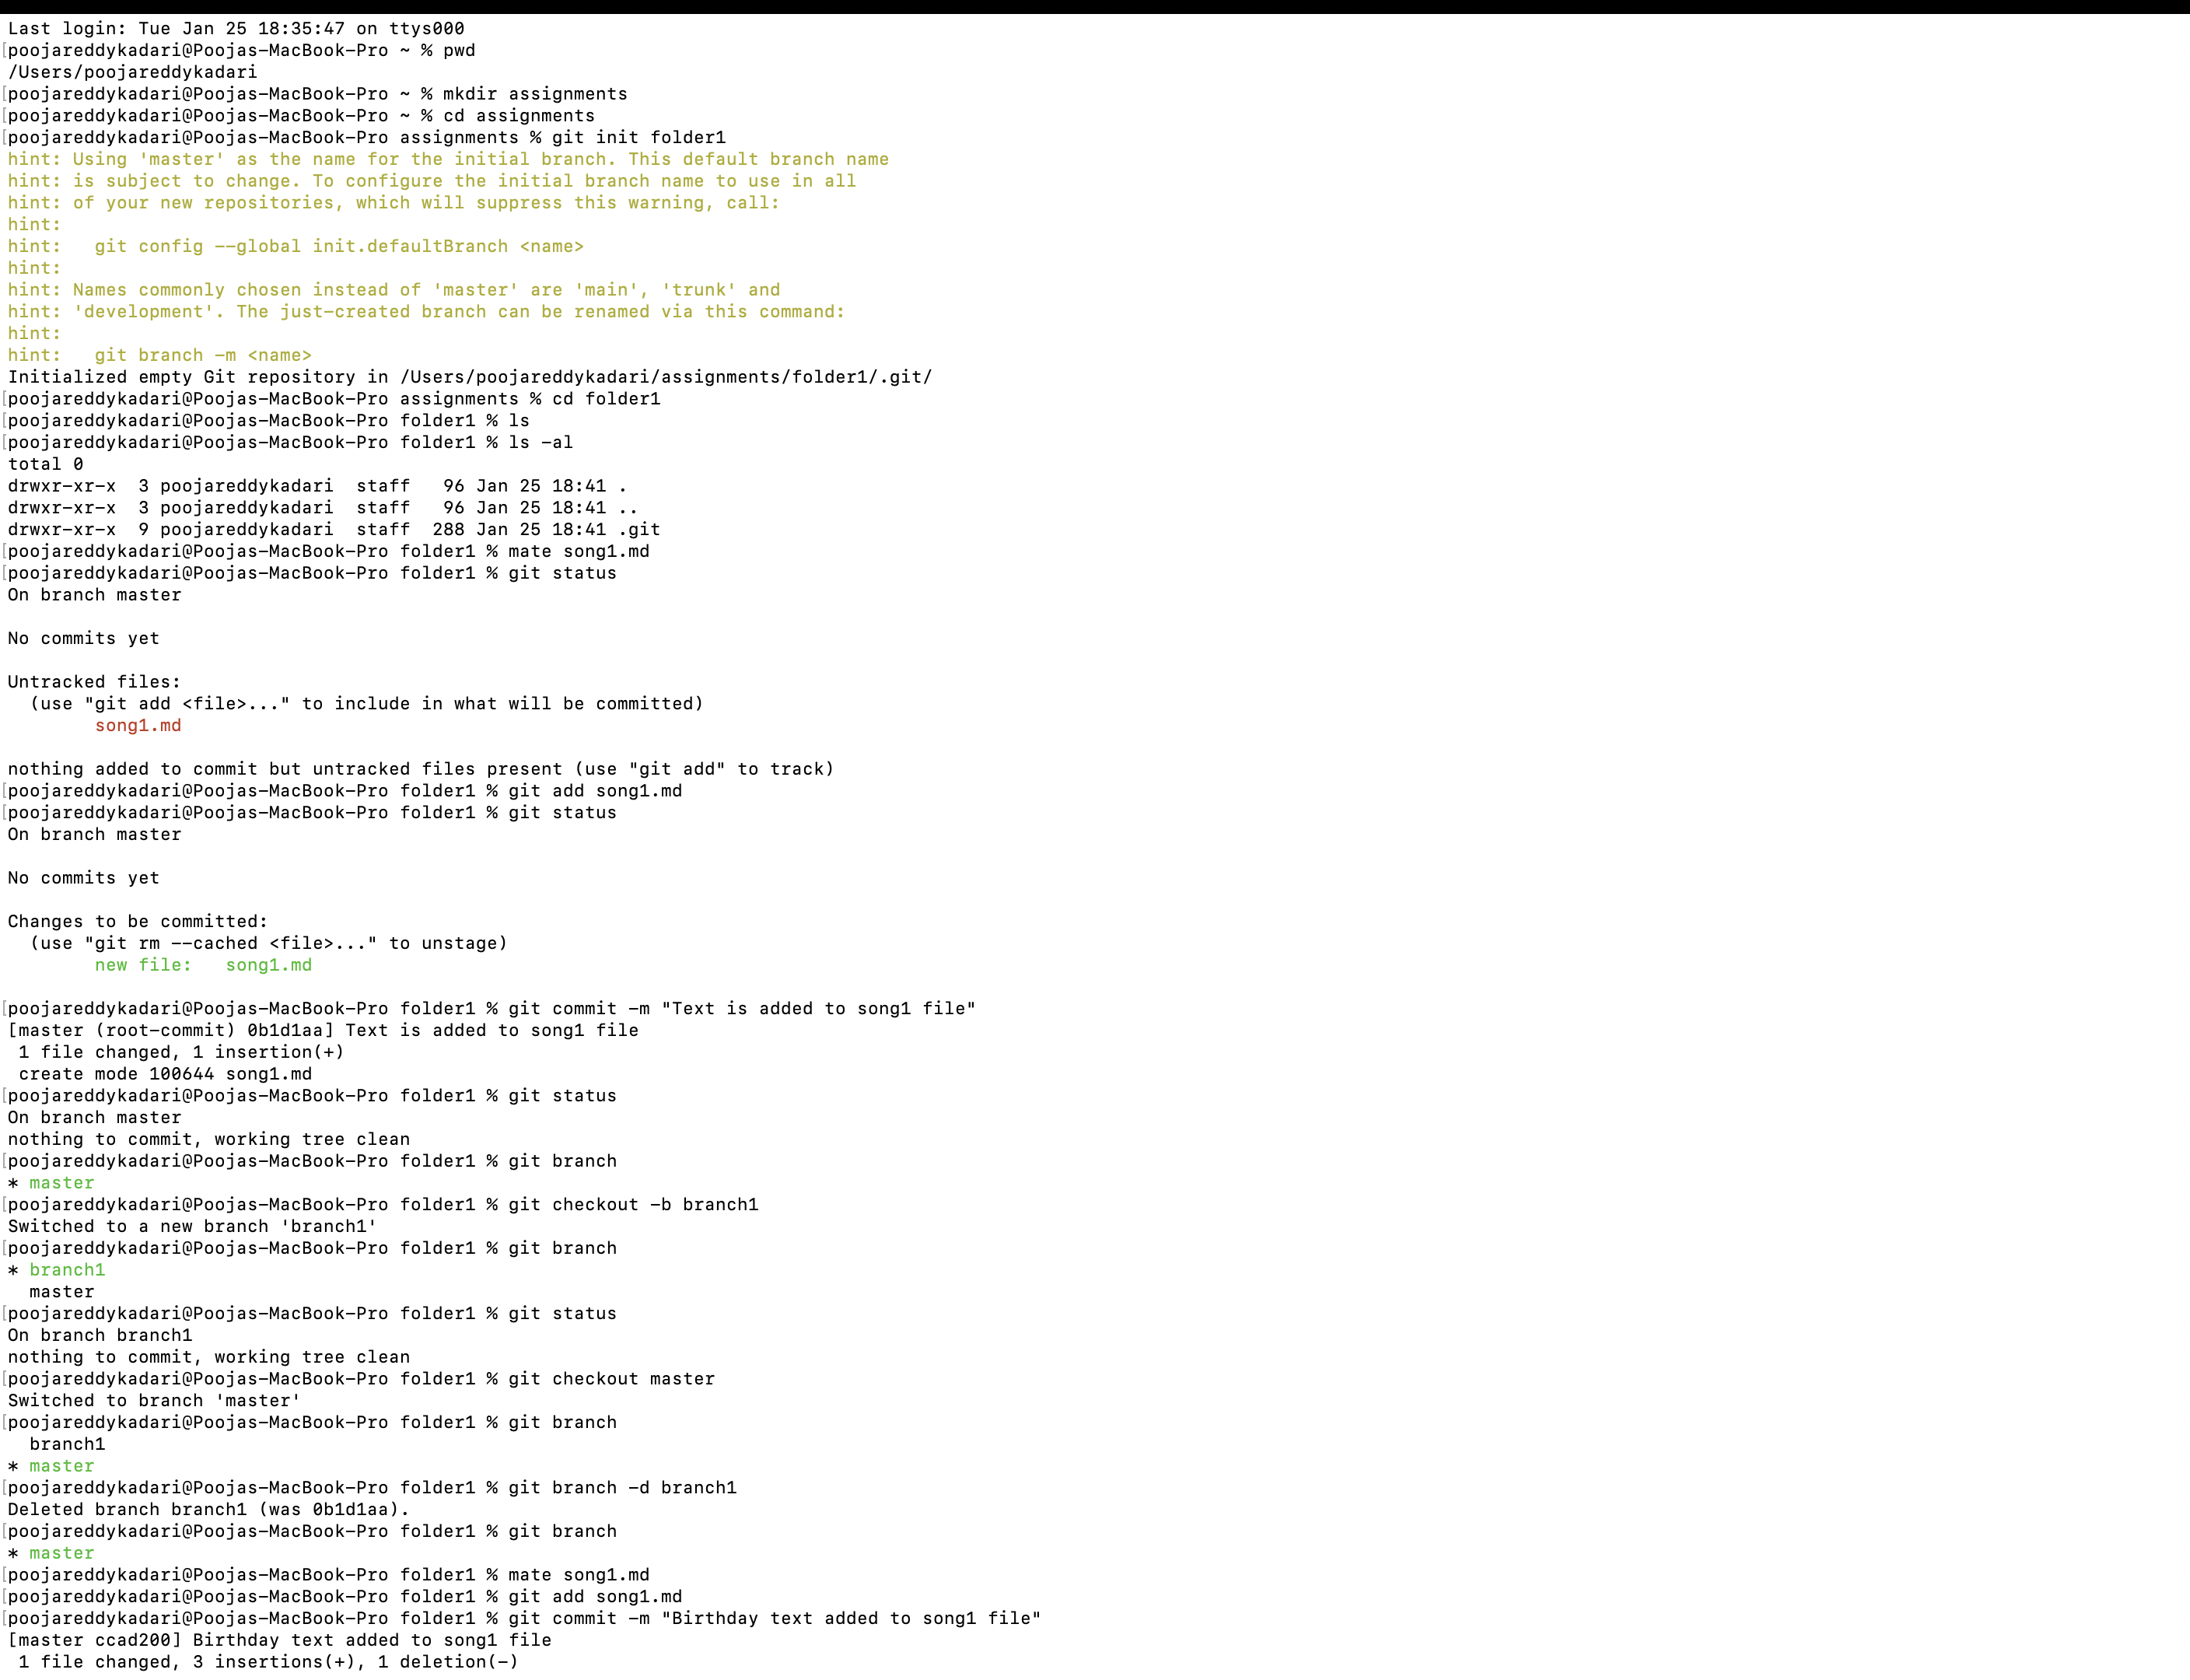 Last login: Tue Jan 25 18:35:47 on ttys000
[poojareddykadari@Poojas-MacBook-Pro ~ % pwd
/Users/poojareddykadari
[poojareddykadari@Poojas-MacBook-Pro ~ % mkdir assignments
[poojareddykadari@Poojas-MacBook-Pro ~ % cd assignments
[poojareddykadari@Poojas-MacBook-Pro assignments % git init folder1
hint: Using 'master' as the name for the initial branch. This default branch name
hint: is subject to change. To configure the initial branch name to use in all
hint: of your new repositories, which will suppress this warning, call:
hint:
hint:   git config --global init.defaultBranch <name>
hint:
hint: Names commonly chosen instead of 'master' are 'main', 'trunk' and
hint: 'development'. The just-created branch can be renamed via this command:
hint:
hint:   git branch -m <name>
Initialized empty Git repository in /Users/poojareddykadari/assignments/folder1/.git/
[poojareddykadari@Poojas-MacBook-Pro assignments % cd folder1
[poojareddykadari@Poojas-MacBook-Pro folder1 % ls
[poojareddykadari@Poojas-MacBook-Pro folder1 % ls -al
total 0
drwxr-xr-x  3 poojareddykadari  staff   96 Jan 25 18:41 .
drwxr-xr-x  3 poojareddykadari  staff   96 Jan 25 18:41 ..
drwxr-xr-x  9 poojareddykadari  staff  288 Jan 25 18:41 .git
[poojareddykadari@Poojas-MacBook-Pro folder1 % mate song1.md
[poojareddykadari@Poojas-MacBook-Pro folder1 % git status
On branch master
No commits yet
Untracked files:
  (use "git add <file>..." to include in what will be committed)
        song1.md
nothing added to commit but untracked files present (use "git add" to track)
[poojareddykadari@Poojas-MacBook-Pro folder1 % git add song1.md
[poojareddykadari@Poojas-MacBook-Pro folder1 % git status
On branch master
No commits yet
Changes to be committed:
  (use "git rm --cached <file>..." to unstage)
        new file:   song1.md
[poojareddykadari@Poojas-MacBook-Pro folder1 % git commit -m "Text is added to song1 file"
[master (root-commit) 0b1d1aa] Text is added to song1 file
 1 file changed, 1 insertion(+)
 create mode 100644 song1.md
[poojareddykadari@Poojas-MacBook-Pro folder1 % git status
On branch master
nothing to commit, working tree clean
[poojareddykadari@Poojas-MacBook-Pro folder1 % git branch
* master
[poojareddykadari@Poojas-MacBook-Pro folder1 % git checkout -b branch1
Switched to a new branch 'branch1'
[poojareddykadari@Poojas-MacBook-Pro folder1 % git branch
* branch1
  master
[poojareddykadari@Poojas-MacBook-Pro folder1 % git status
On branch branch1
nothing to commit, working tree clean
[poojareddykadari@Poojas-MacBook-Pro folder1 % git checkout master
Switched to branch 'master'
[poojareddykadari@Poojas-MacBook-Pro folder1 % git branch
  branch1
* master
[poojareddykadari@Poojas-MacBook-Pro folder1 % git branch -d branch1
Deleted branch branch1 (was 0b1d1aa).
[poojareddykadari@Poojas-MacBook-Pro folder1 % git branch
* master
[poojareddykadari@Poojas-MacBook-Pro folder1 % mate song1.md
[poojareddykadari@Poojas-MacBook-Pro folder1 % git add song1.md
[poojareddykadari@Poojas-MacBook-Pro folder1 % git commit -m "Birthday text added to song1 file"
[master ccad200] Birthday text added to song1 file
 1 file changed, 3 insertions(+), 1 deletion(-)